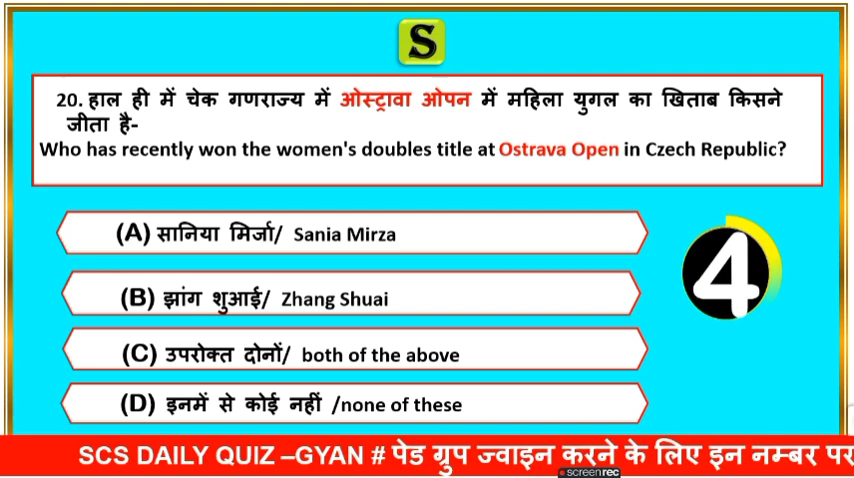 S
20. हाल ही में चेक गणराज्य में ओस्ट्रावा ओपन में महिला युगल का खिताब किसने
जीता है-
Who has recently won the women's doubles title at Ostrava Open in Czech Republic?
(A) सानिया मिर्जा/ Sania Mirza
4
(B) झांग शुआई/ Zhang Shuai
(C) उपरोक्त दोनों/ both of the above
(D) इनमें से कोई नहीं /none of these
SCS DAILY QUIZ –GYAN # पेड ग्रुप ज्वाइन करने के लिए इन नम्बर पर
screenrec